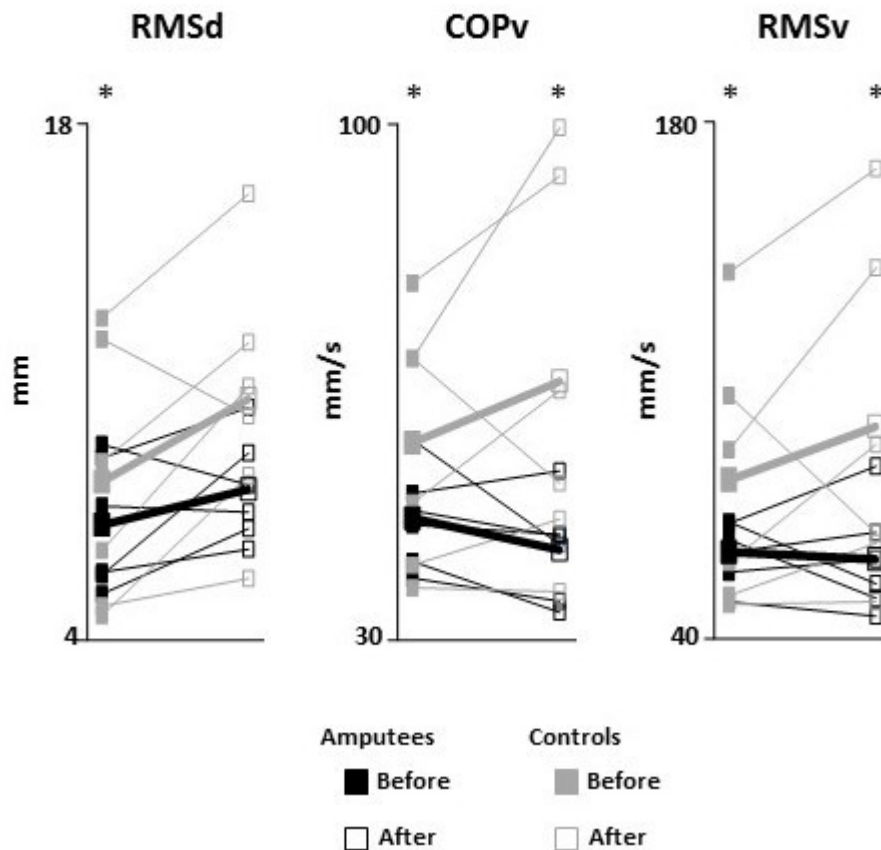 RMSd COPv RMSv
* * * * *
18 100 180
mm mm/s mm/s
4 30 40
Amputees Controls
Before Before
After After